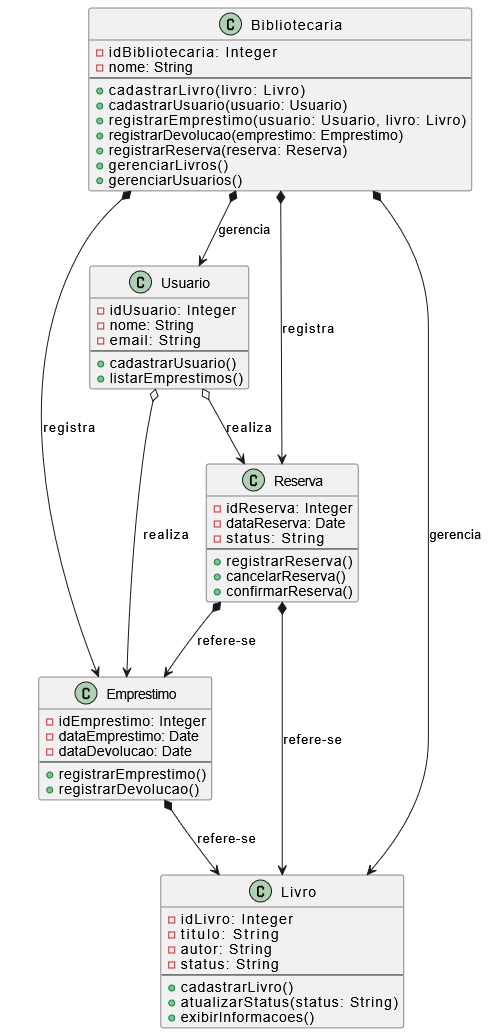 C Bibliotecaria
idBibliotecaria: Integer
nome: String
cadastrarLivro(livro: Livro)
cadastrarUsuario(usuario: Usuario)
registrarEmprestimo(usuario: Usuario, livro: Livro)
registrarDevolucao(emprestimo: Emprestimo)
registrarReserva(reserva: Reserva)
gerenciarLivros()
gerenciarUsuarios()
gerencia
C Usuario
idUsuario: Integer
nome: String
email: String
cadastrarUsuario()
listarEmprestimos()
registra
registra
realiza
C Reserva
idReserva: Integer
dataReserva: Date
status: String
registrarReserva()
cancelarReserva()
confirmarReserva()
realiza
gerencia
refere-se
C Emprestimo
idEmprestimo: Integer
dataEmprestimo: Date
dataDevolucao: Date
registrarEmprestimo()
registrarDevolucao()
refere-se
refere-se
C Livro
idLivro: Integer
titulo: String
autor: String
status: String
cadastrarLivro()
atualizarStatus(status: String)
exibirInformacoes()